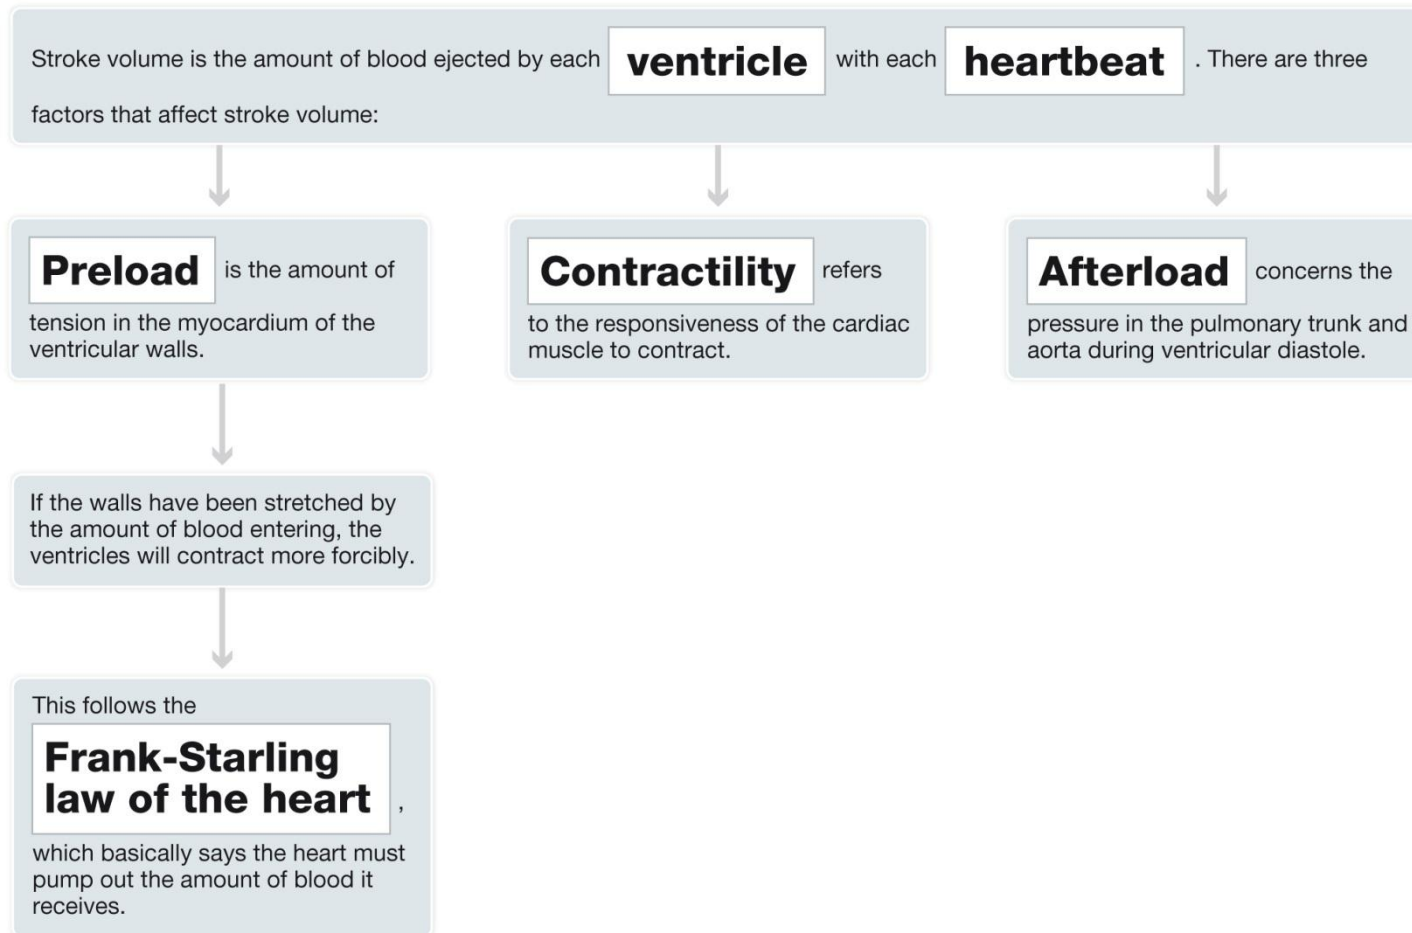 Stroke volume is the amount of blood ejected by each ventricle with each heartbeat . There are three
factors that affect stroke volume:
Preload is the amount of
tension in the myocardium of the
ventricular walls.
If the walls have been stretched by
the amount of blood entering, the
ventricles will contract more forcibly.
This follows the
Frank-Starling
law of the heart ,
which basically says the heart must
pump out the amount of blood it
receives.
Contractility refers
to the responsiveness of the cardiac
muscle to contract.
Afterload concerns the
pressure in the pulmonary trunk and
aorta during ventricular diastole.